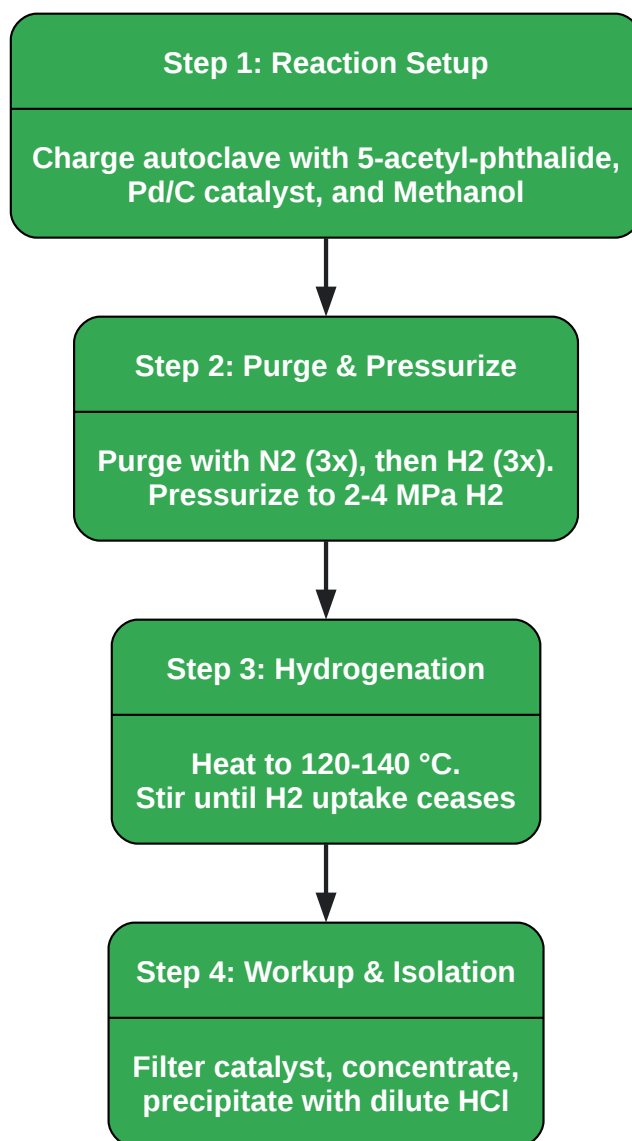 Step 1: Reaction Setup
Charge autoclave with 5-acetyl-phthalide,
Pd/C catalyst, and Methanol
Step 2: Purge & Pressurize
Purge with N2 (3x), then H2 (3x).
Pressurize to 2-4 MPa H2
Step 3: Hydrogenation
Heat to 120-140 °C.
Stir until H2 uptake ceases
Step 4: Workup & Isolation
Filter catalyst, concentrate,
precipitate with dilute HCl